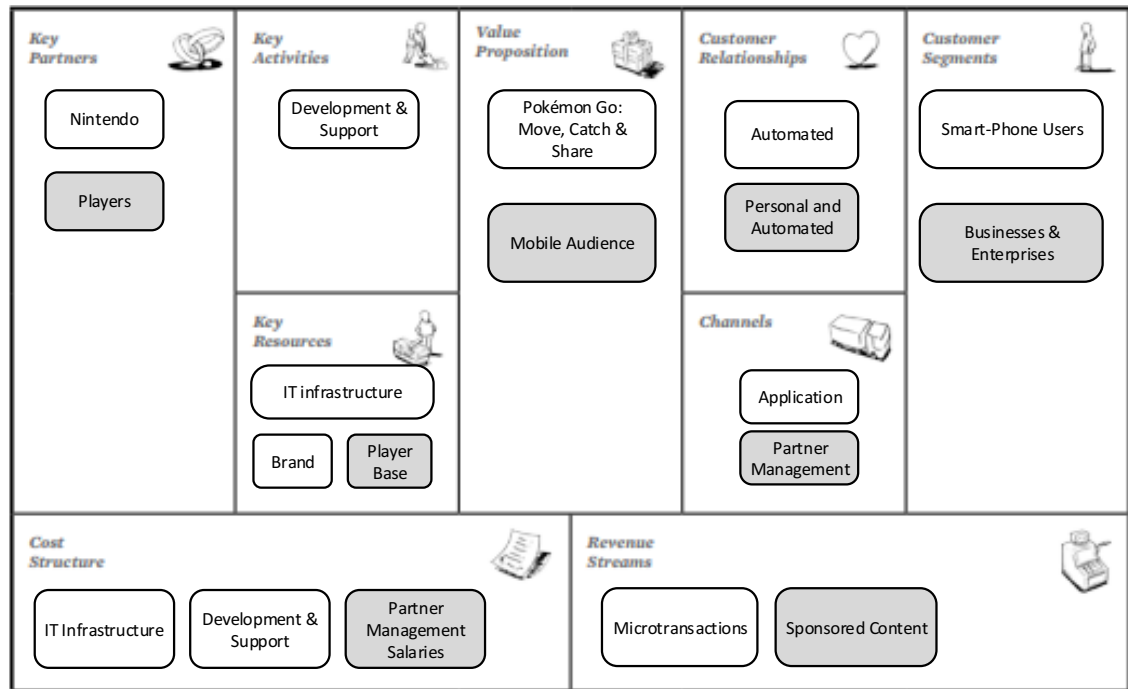 Key
Partners
Nintendo
Players
Key
Activities
Development &
Support
Key
Resources
IT infrastructure
Brand
Player
Base
Value
Proposition
Pokémon Go:
Move, Catch &
Share
Mobile Audience
Customer
Relationships
Automated
Personal and
Automated
Channels
Application
Partner
Management
Customer
Segments
Smart-Phone Users
Businesses &
Enterprises
Cost
Structure
IT Infrastructure
Development &
Support
Partner
Management
Salaries
Revenue
Streams
Microtransactions
Sponsored Content